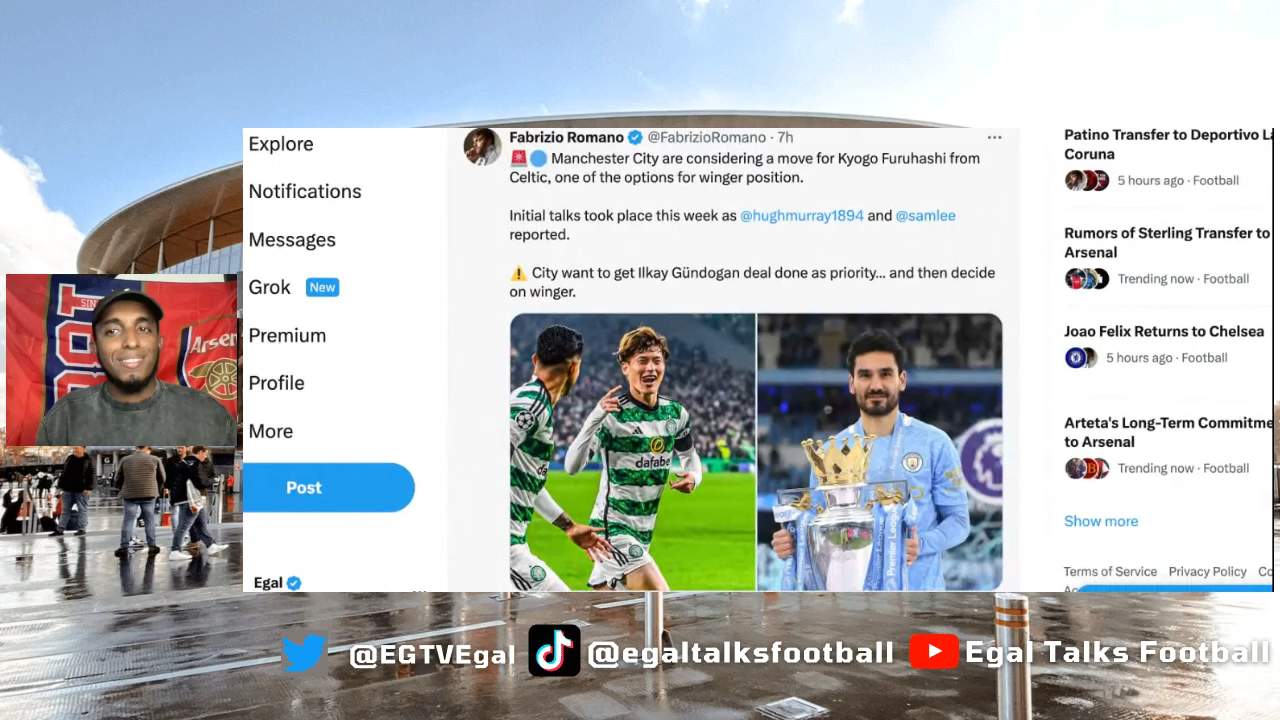 Explore
Notifications
Messages
Grok New
Premium
Profile
More
Post
Egal
Fabrizio Romano @FabrizioRomano · 7h
Manchester City are considering a move for Kyogo Furuhashi from
Celtic, one of the options for winger position.
Initial talks took place this week as @hughmurray1894 and @samlee
reported.
City want to get Ilkay Gündogan deal done as priority... and then decide
on winger.
dafabet
Premier League
Patino Transfer to Deportivo La
Coruna
5 hours ago · Football
Rumors of Sterling Transfer to
Arsenal
Trending now · Football
Joao Felix Returns to Chelsea
5 hours ago · Football
Arteta's Long-Term Commitme
to Arsenal
Trending now · Football
Show more
Terms of Service Privacy Policy Co
Arsenal
@EGTVEgal @egaltalksfootball Egal Talks Football